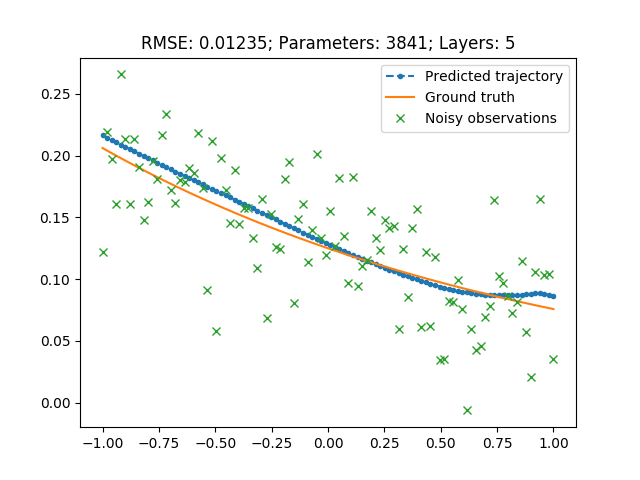 RMSE: 0.01235; Parameters: 3841; Layers: 5
Predicted trajectory
Ground truth
Noisy observations
0.25
0.20
0.15
0.10
0.05
0.00
−1.00 −0.75 −0.50 −0.25 0.00 0.25 0.50 0.75 1.00